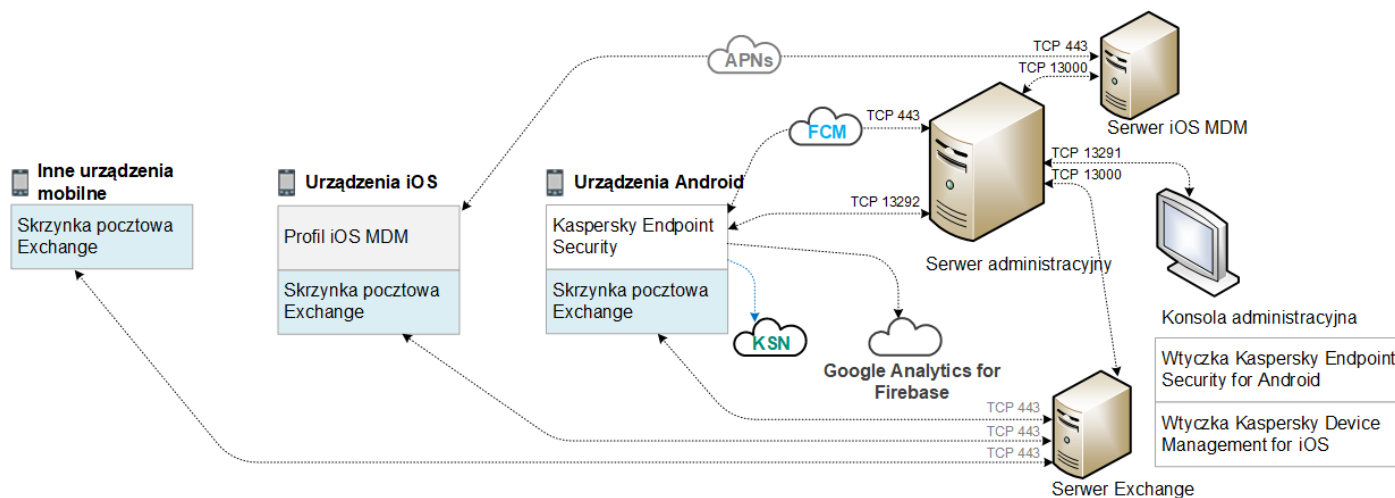 APNs
TCP 443
TCP 13000
Serwer iOS MDM
FCM
TCP 443
TCP 13291
TCP 13000
Inne urządzenia
mobilne
Skrzynka pocztowa
Exchange
Urządzenia iOS
Profil iOS MDM
Skrzynka pocztowa
Exchange
Urządzenia Android
Kaspersky Endpoint
Security
Skrzynka pocztowa
Exchange
TCP 13292
Serwer administracyjny
KSN
Google Analytics for
Firebase
Konsola administracyjna
Wtyczka Kaspersky Endpoint
Security for Android
Wtyczka Kaspersky Device
Management for iOS
TCP 443
TCP 443
TCP 443
Serwer Exchange